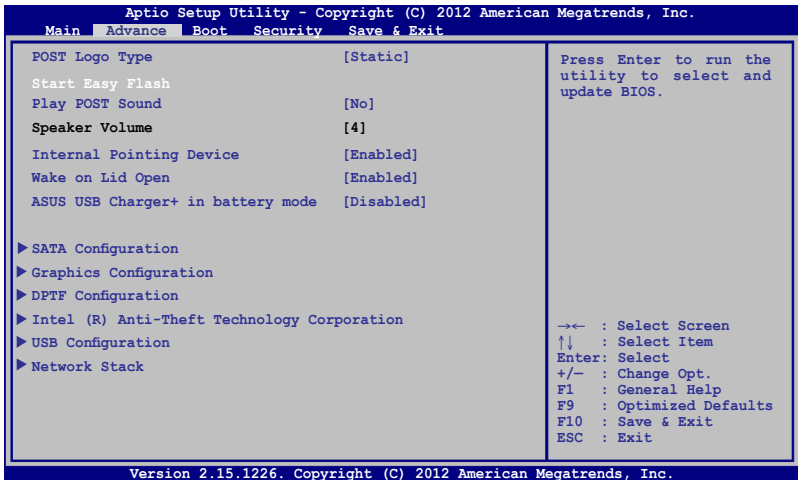 Aptio Setup Utility - Copyright (C) 2012 American Megatrends, Inc.
Main Advance Boot Security Save & Exit
POST Logo Type [Static]
Start Easy Flash
Play POST Sound [No]
Speaker Volume [4]
Internal Pointing Device [Enabled]
Wake on Lid Open [Enabled]
ASUS USB Charger+ in battery mode [Disabled]
SATA Configuration
Graphics Configuration
DPTF Configuration
Intel (R) Anti-Theft Technology Corporation
USB Configuration
Network Stack
Press Enter to run the
utility to select and
update BIOS.
→← : Select Screen
↑↓ : Select Item
Enter: Select
+/— : Change Opt.
F1 : General Help
F9 : Optimized Defaults
F10 : Save & Exit
ESC : Exit
Version 2.15.1226. Copyright (C) 2012 American Megatrends, Inc.